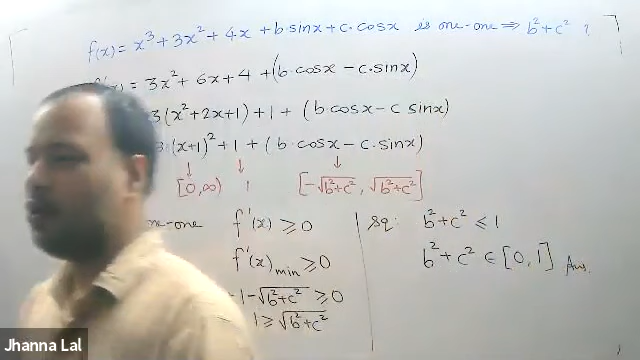 f(x) = x³ + 3x² + 4x + b·sinx + c·cosx is one-one ⇒ b² + c² ?
(x) = 3x² + 6x + 4 + (b·cosx − c·sinx)
3(x² + 2x + 1) + 1 + (b cosx − c sinx)
(x+1)² + 1 + (b·cosx − c·sinx)
↓ ↓ ↓
[0,∞) 1 [−√b²+c² , √b²+c²]
one-one f'(x) ≥ 0
f'(x)min ≥ 0
1 − √b²+c² ≥ 0
1 ≥ √b²+c²
sq: b² + c² ≤ 1
b² + c² ∈ [0, 1] Ans.
Jhanna Lal